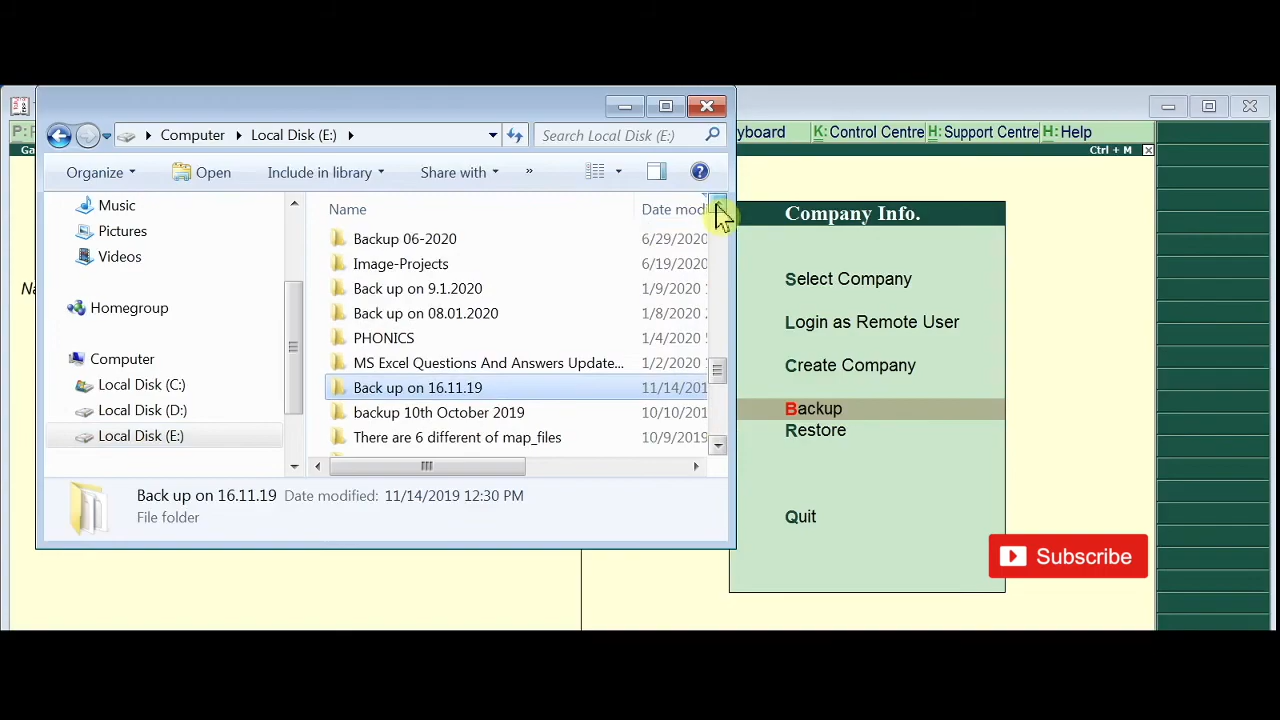 P:
Computer
Local Disk (E:)
Search Local Disk (E:)
yboard
K: Control Centre
H: Support Centre
H: Help
Ctrl + M
Organize
Open
Include in library
Share with
»
Music
Pictures
Videos
Homegroup
Computer
Local Disk (C:)
Local Disk (D:)
Local Disk (E:)
Name
Date mod
Backup 06-2020
6/29/2020
Image-Projects
6/19/2020
Back up on 9.1.2020
1/9/2020
Back up on 08.01.2020
1/8/2020
PHONICS
1/4/2020
MS Excel Questions And Answers Update...
1/2/2020
Back up on 16.11.19
11/14/201
backup 10th October 2019
10/10/201
There are 6 different of map_files
10/9/2019
Back up on 16.11.19 Date modified: 11/14/2019 12:30 PM
File folder
Company Info.
Select Company
Login as Remote User
Create Company
Backup
Restore
Quit
Subscribe